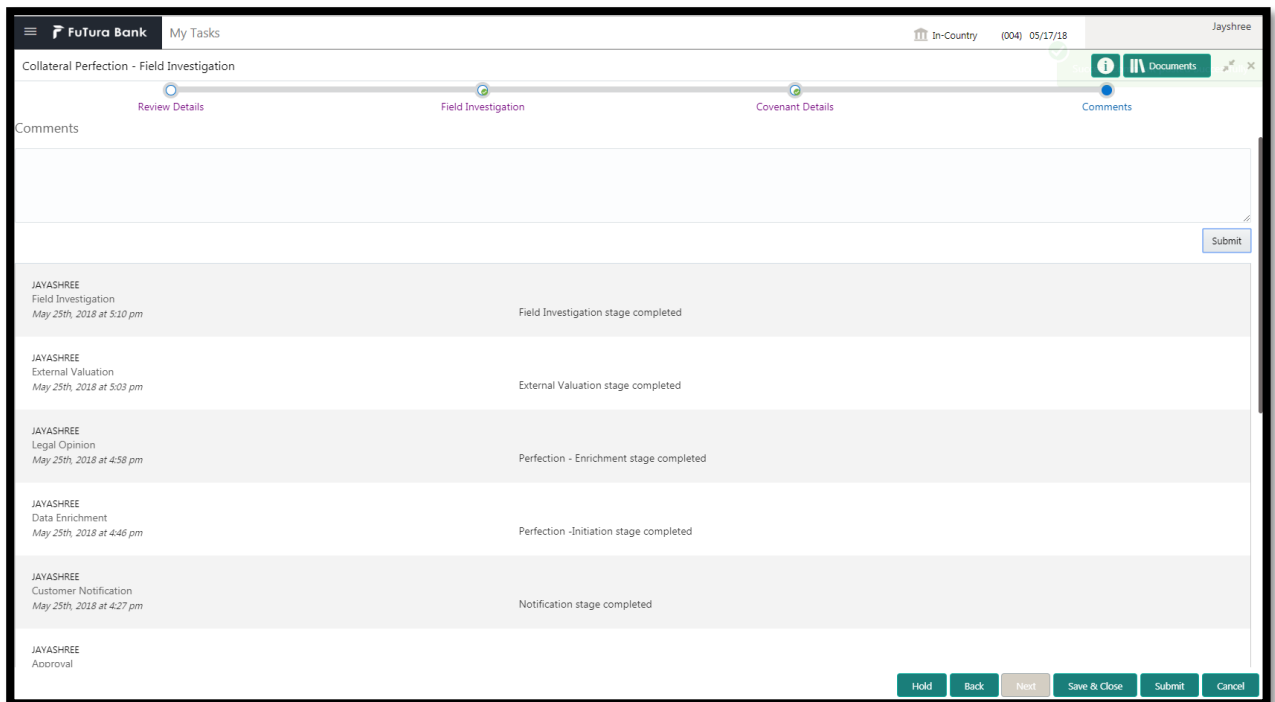 FuTura Bank My Tasks In-Country (004) 05/17/18 Jayshree
Collateral Perfection - Field Investigation i Documents
Review Details Field Investigation Covenant Details Comments
Comments
Submit
JAYASHREE
Field Investigation
May 25th, 2018 at 5:10 pm Field Investigation stage completed
JAYASHREE
External Valuation
May 25th, 2018 at 5:03 pm External Valuation stage completed
JAYASHREE
Legal Opinion
May 25th, 2018 at 4:58 pm Perfection - Enrichment stage completed
JAYASHREE
Data Enrichment
May 25th, 2018 at 4:46 pm Perfection -Initiation stage completed
JAYASHREE
Customer Notification
May 25th, 2018 at 4:27 pm Notification stage completed
JAYASHREE
Approval
Hold Back Next Save & Close Submit Cancel